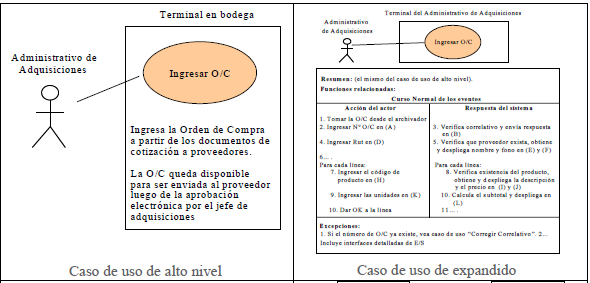 Terminal en bodega
Administrativo de
Adquisiciones
Ingresar O/C
Ingresa la Orden de Compra
a partir de los documentos de
cotización a proveedores.
La O/C queda disponible
para ser enviada al proveedor
luego de la aprobación
electrónica por el jefe de
adquisiciones
Caso de uso de alto nivel
Terminal del Administrativo de Adquisiciones
Administrativo
de Adquisiciones
Ingresar O/C
Resumen: (el mismo del caso de uso de alto nivel).
Funciones relacionadas:
Curso Normal de los eventos
Acción del actor
1. Tomar la O/C desde el archivador
2. Ingresar Nº O/C en (A)
4. Ingresar Rut en (D)
6....
Para cada línea:
7. Ingresar el código de
producto en (H)
9. Ingresar las unidades en (K)
10. Dar OK a la línea
Respuesta del sistema
3. Verifica correlativo y envía respuesta
en (B)
5. Verifica que proveedor exista, obtiene
y despliega nombre y fono en (E) y (F)
Para cada línea:
8. Verifica existencia del producto,
obtiene y despliega la descripción
y el precio en (I) y (J)
10. Calcula el subtotal y despliega en
(L)
11....
Excepciones:
1. Si el número de O/C ya existe, vea caso de uso "Corregir Correlativo". 2...
Incluye interfaces detalladas de E/S
Caso de uso de expandido